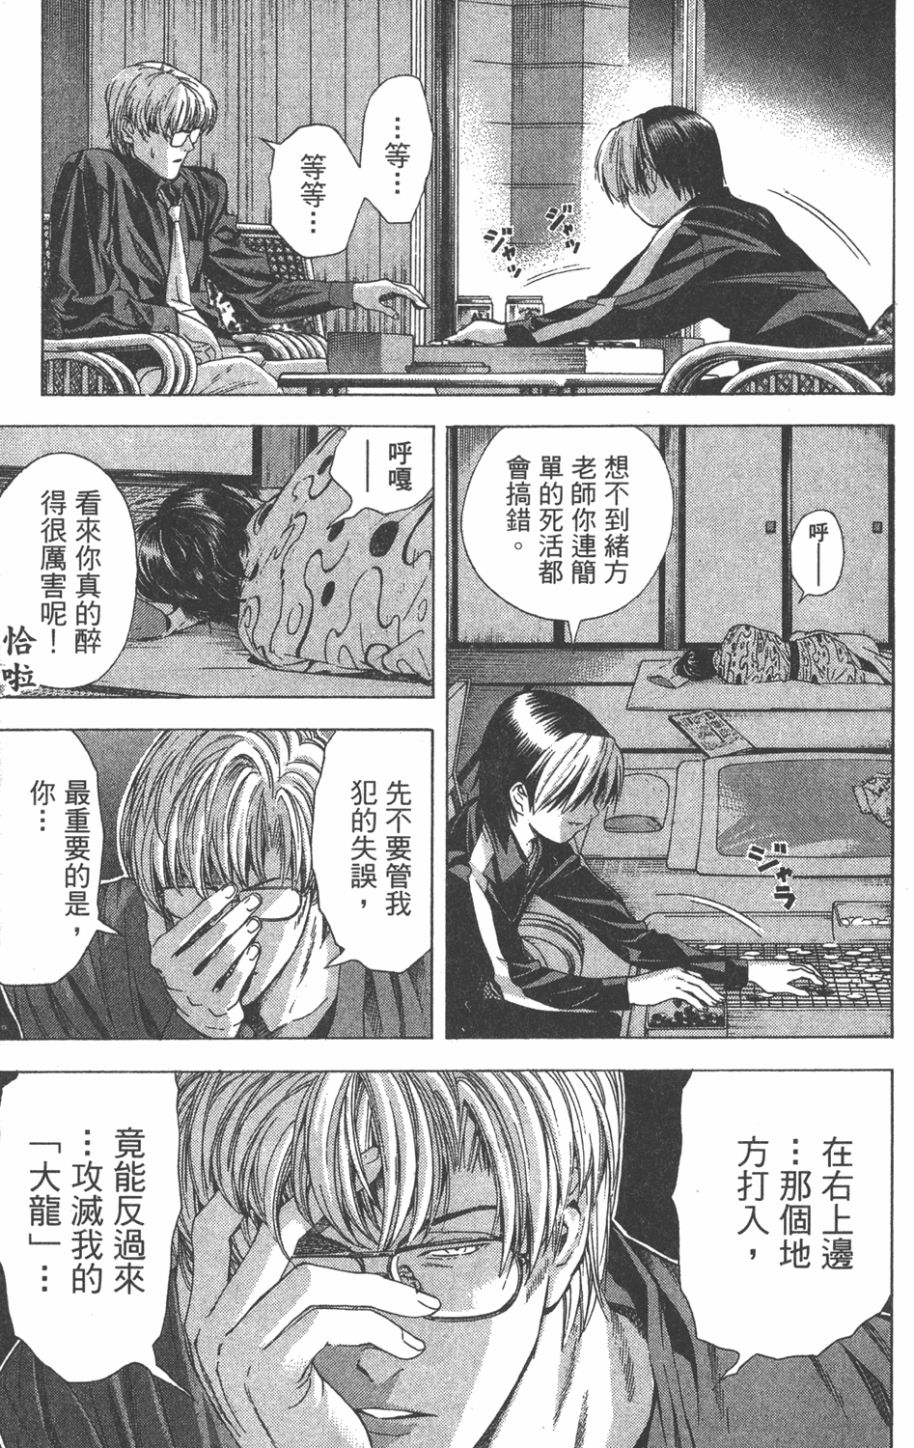 …等…
等等…
ジャッ
ジャッ
想不到緒方
老師你連簡
單的死活都
會搞錯。
呼—
ジャラ
呼嘎
—
看來你真的醉
得很厲害呢！
恰
啦
先不要管我
犯的失誤，
最重要的是，
你…
在右上邊
…那個地
方打入，
竟能反過來
…攻滅我的
「大龍」…